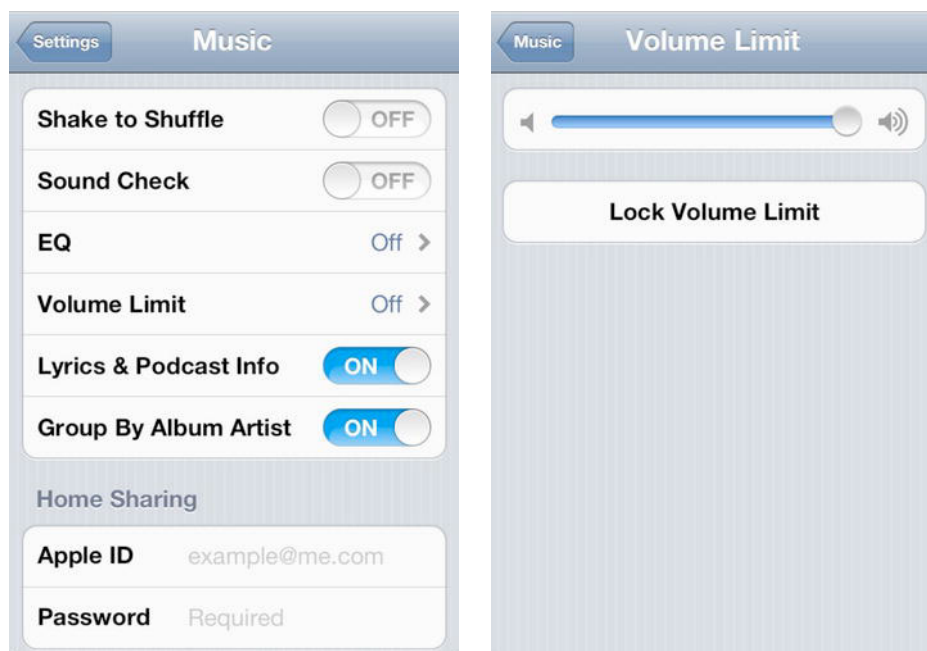 Settings
Music
Shake to Shuffle OFF
Sound Check OFF
EQ Off
Volume Limit Off
Lyrics & Podcast Info ON
Group By Album Artist ON
Home Sharing
Apple ID example@me.com
Password Required
Music
Volume Limit
Lock Volume Limit